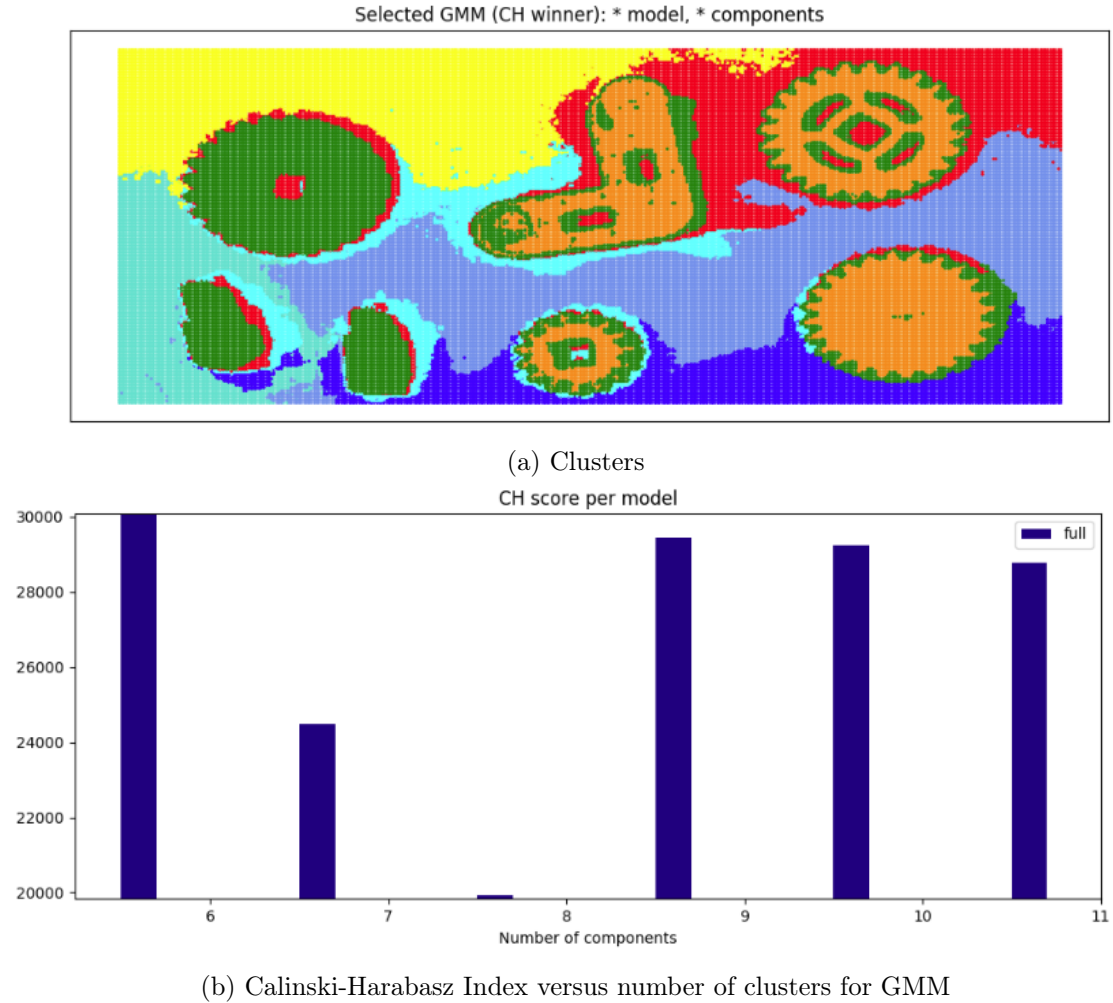 Selected GMM (CH winner): * model, * components
(a) Clusters
CH score per model
30000
28000
26000
24000
22000
20000
full
6 7 8 9 10 11
Number of components
(b) Calinski-Harabasz Index versus number of clusters for GMM